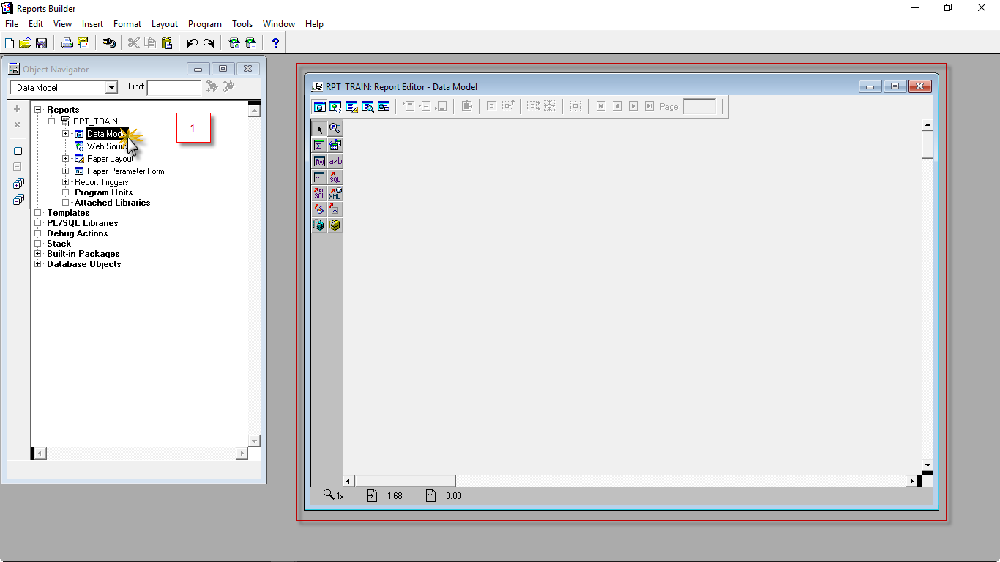 Reports Builder
File Edit View Insert Format Layout Program Tools Window Help
Object Navigator
Data Model
Find:
Reports
RPT_TRAIN
Data Mode
Web Sourc
Paper Layout
Paper Parameter Form
Report Triggers
Program Units
Attached Libraries
Templates
PL/SQL Libraries
Debug Actions
Stack
Built-in Packages
Database Objects
1
RPT_TRAIN: Report Editor - Data Model
Page:
Σ
f(x) a×b
SQL
PL SQL XML
A
1x 1.68 0.00